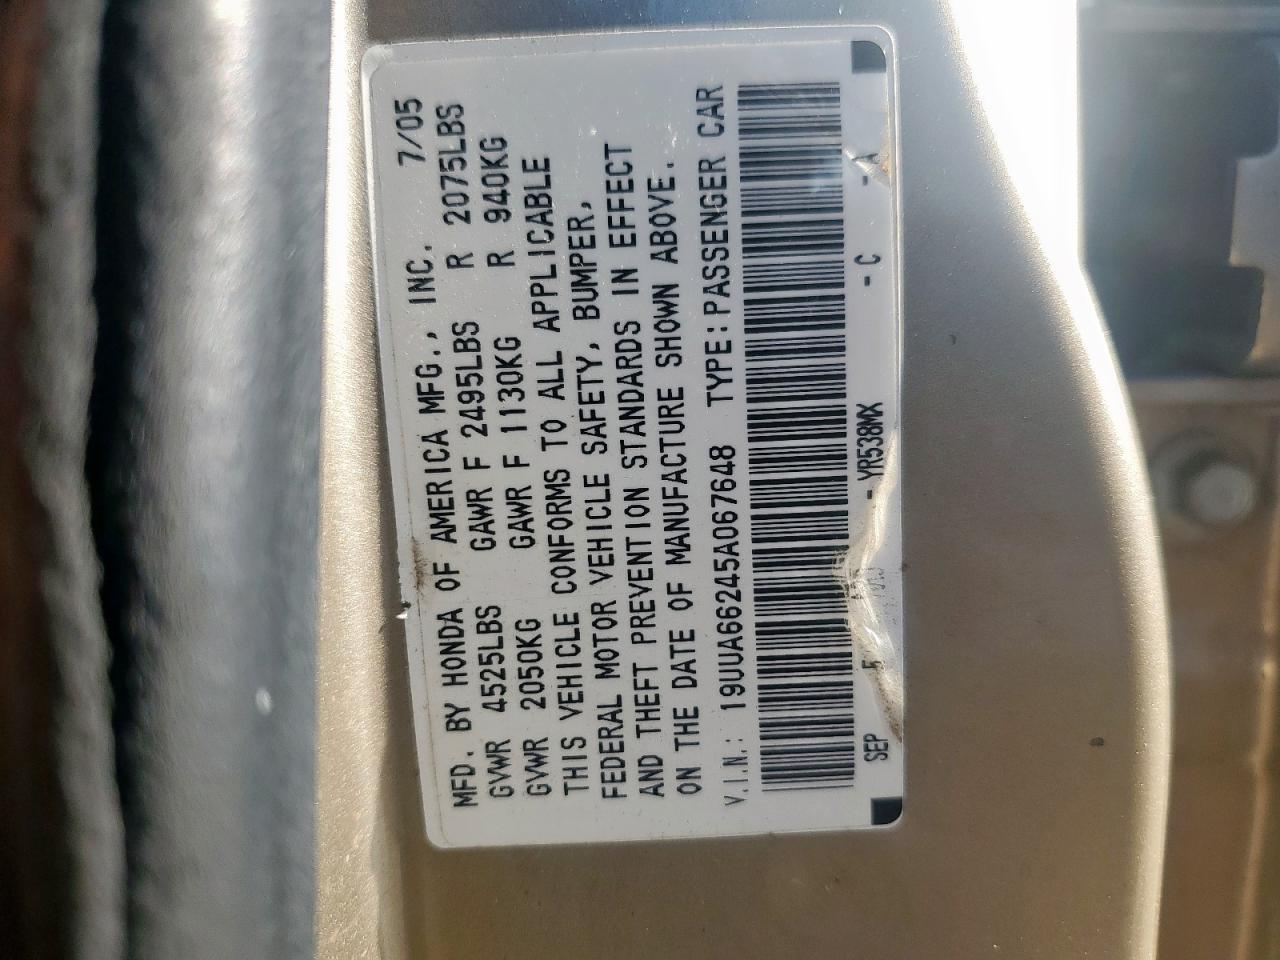 MFD. BY HONDA OF AMERICA MFG., INC. 7/05
GVWR 4525LBS GAWR F 2495LBS R 2075LBS
GVWR 2050KG GAWR F 1130KG R 940KG
THIS VEHICLE CONFORMS TO ALL APPLICABLE
FEDERAL MOTOR VEHICLE SAFETY, BUMPER,
AND THEFT PREVENTION STANDARDS IN EFFECT
ON THE DATE OF MANUFACTURE SHOWN ABOVE.
V.I.N.: 19UUA66245A067648 TYPE: PASSENGER CAR
SEP 5 - YR538MX - C - A